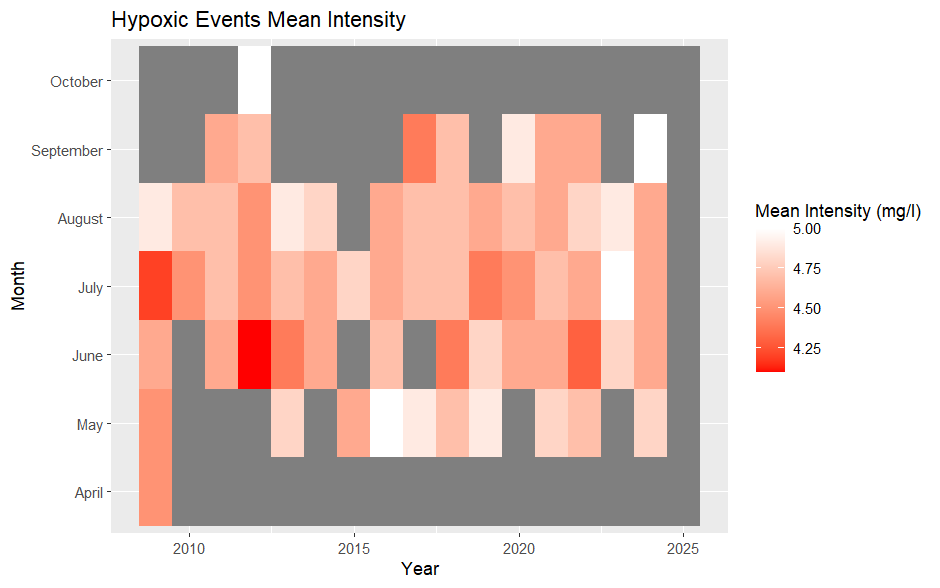 Hypoxic Events Mean Intensity
October
September
August
July
June
May
April
Month
2010 2015 2020 2025
Year
Mean Intensity (mg/l)
5.00
4.75
4.50
4.25